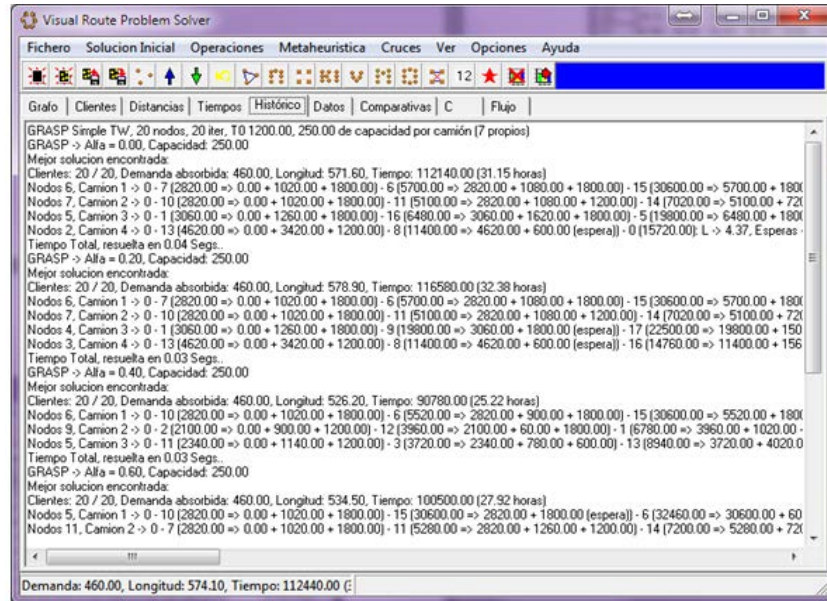 Visual Route Problem Solver
Fichero Solucion Inicial Operaciones Metaheuristica Cruces Ver Opciones Ayuda
12
Grafo Clientes Distancias Tiempos Histórico Datos Comparativas C Flujo
GRASP Simple TW, 20 nodos, 20 iter, T0 1200.00, 250.00 de capacidad por camión (7 propios)
GRASP -> Alfa = 0.00, Capacidad: 250.00
Mejor solucion encontrada:
Clientes: 20 / 20, Demanda absorbida: 460.00, Longitud: 571.60, Tiempo: 112140.00 (31.15 horas)
Nodos 6, Camion 1 -> 0 - 7 (2820.00 => 0.00 + 1020.00 + 1800.00) - 6 (5700.00 => 2820.00 + 1080.00 + 1800.00) - 15 (30600.00 => 5700.00 + 180
Nodos 7, Camion 2 -> 0 - 10 (2820.00 => 0.00 + 1020.00 + 1800.00) - 11 (5100.00 => 2820.00 + 1080.00 + 1200.00) - 14 (7020.00 => 5100.00 + 72
Nodos 5, Camion 3 -> 0 - 1 (3060.00 => 0.00 + 1260.00 + 1800.00) - 16 (6480.00 => 3060.00 + 1620.00 + 1800.00) - 5 (19800.00 => 6480.00 + 180
Nodos 2, Camion 4 -> 0 - 13 (4620.00 => 0.00 + 3420.00 + 1200.00) - 8 (11400.00 => 4620.00 + 600.00 (espera)) - 0 (15720.00): L -> 4.37, Esperas -
Tiempo Total, resuelta en 0.04 Segs..
GRASP -> Alfa = 0.20, Capacidad: 250.00
Mejor solucion encontrada:
Clientes: 20 / 20, Demanda absorbida: 460.00, Longitud: 578.90, Tiempo: 116580.00 (32.38 horas)
Nodos 6, Camion 1 -> 0 - 7 (2820.00 => 0.00 + 1020.00 + 1800.00) - 6 (5700.00 => 2820.00 + 1080.00 + 1800.00) - 15 (30600.00 => 5700.00 + 180
Nodos 7, Camion 2 -> 0 - 10 (2820.00 => 0.00 + 1020.00 + 1800.00) - 11 (5100.00 => 2820.00 + 1080.00 + 1200.00) - 14 (7020.00 => 5100.00 + 72
Nodos 4, Camion 3 -> 0 - 1 (3060.00 => 0.00 + 1260.00 + 1800.00) - 9 (19800.00 => 3060.00 + 1800.00 (espera)) - 17 (22500.00 => 19800.00 + 150
Nodos 3, Camion 4 -> 0 - 13 (4620.00 => 0.00 + 3420.00 + 1200.00) - 8 (11400.00 => 4620.00 + 600.00 (espera)) - 16 (14760.00 => 11400.00 + 156
Tiempo Total, resuelta en 0.03 Segs..
GRASP -> Alfa = 0.40, Capacidad: 250.00
Mejor solucion encontrada:
Clientes: 20 / 20, Demanda absorbida: 460.00, Longitud: 526.20, Tiempo: 90780.00 (25.22 horas)
Nodos 6, Camion 1 -> 0 - 10 (2820.00 => 0.00 + 1020.00 + 1800.00) - 6 (5520.00 => 2820.00 + 900.00 + 1800.00) - 15 (30600.00 => 5520.00 + 180
Nodos 9, Camion 2 -> 0 - 2 (2100.00 => 0.00 + 900.00 + 1200.00) - 12 (3960.00 => 2100.00 + 60.00 + 1800.00) - 1 (6780.00 => 3960.00 + 1020.00 -
Nodos 5, Camion 3 -> 0 - 11 (2340.00 => 0.00 + 1140.00 + 1200.00) - 3 (3720.00 => 2340.00 + 780.00 + 600.00) - 13 (8940.00 => 3720.00 + 4020.0
Tiempo Total, resuelta en 0.03 Segs..
GRASP -> Alfa = 0.60, Capacidad: 250.00
Mejor solucion encontrada:
Clientes: 20 / 20, Demanda absorbida: 460.00, Longitud: 534.50, Tiempo: 100500.00 (27.92 horas)
Nodos 5, Camion 1 -> 0 - 10 (2820.00 => 0.00 + 1020.00 + 1800.00) - 15 (30600.00 => 2820.00 + 1800.00 (espera)) - 6 (32460.00 => 30600.00 + 60
Nodos 11, Camion 2 -> 0 - 7 (2820.00 => 0.00 + 1020.00 + 1800.00) - 11 (5280.00 => 2820.00 + 1260.00 + 1200.00) - 14 (7200.00 => 5280.00 + 72
Demanda: 460.00, Longitud: 574.10, Tiempo: 112440.00 (